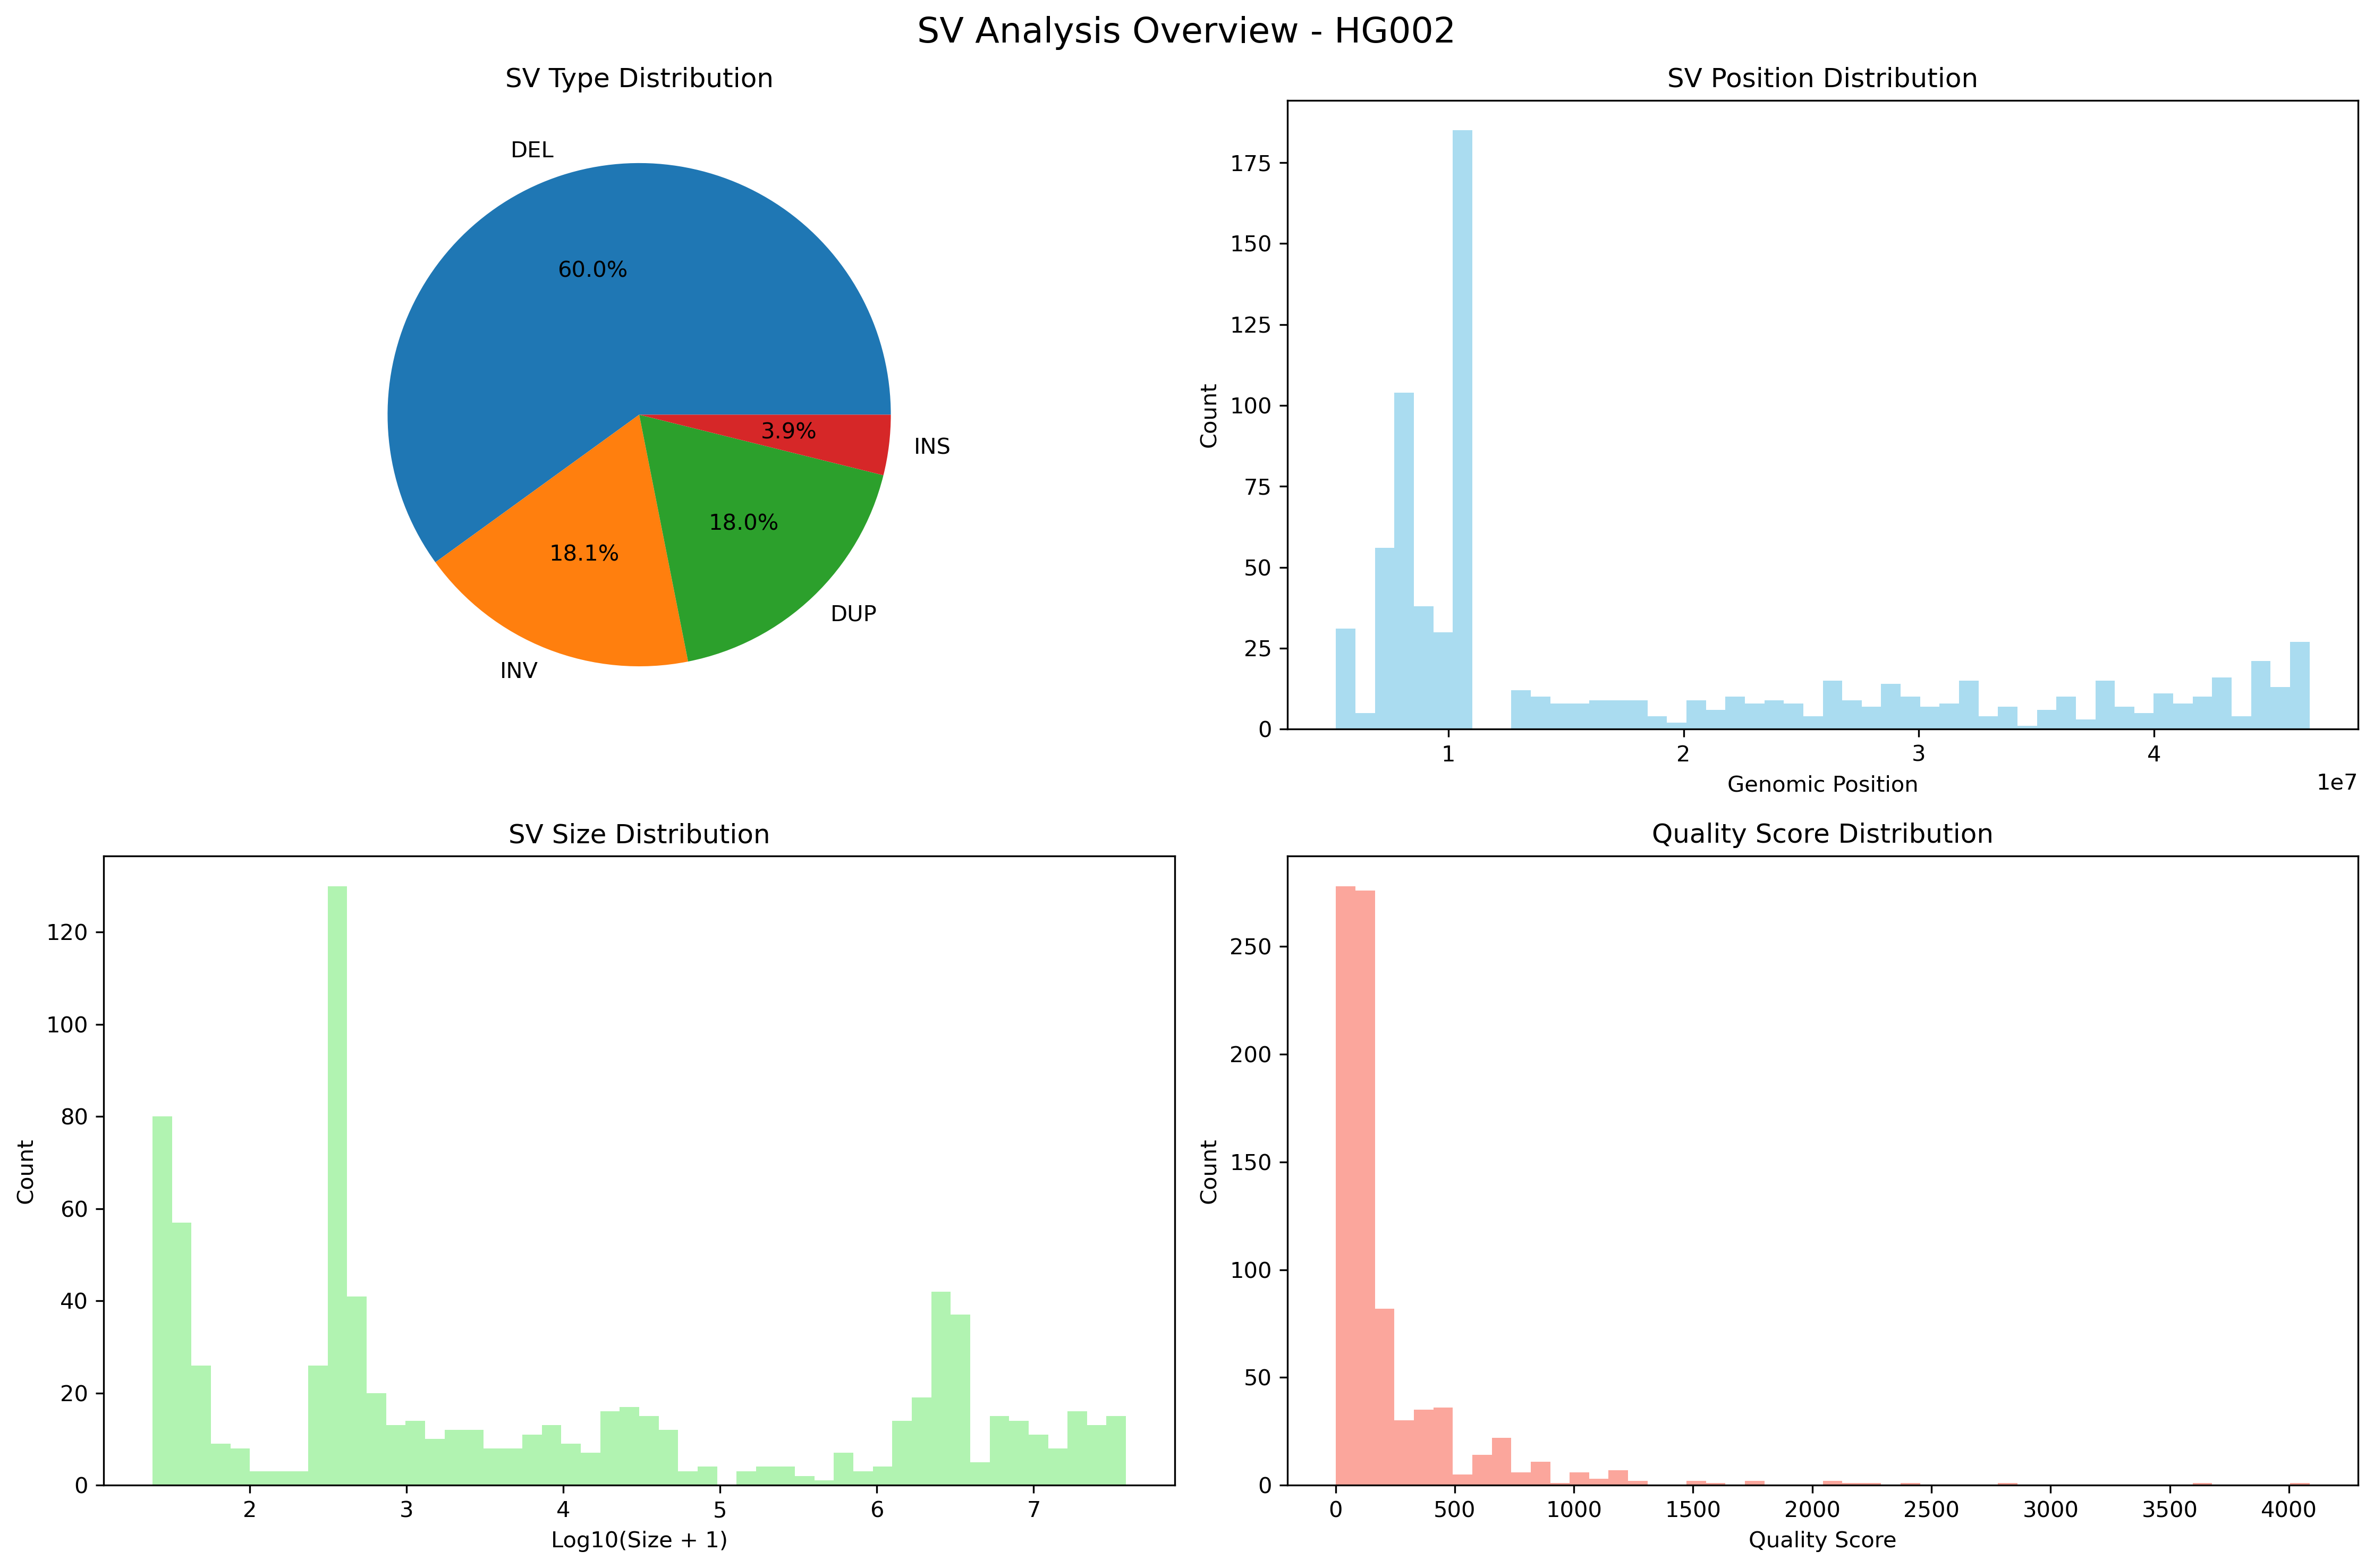 SV Analysis Overview - HG002
SV Type Distribution
DEL
60.0%
3.9%
INS
18.0%
18.1%
DUP
INV
SV Position Distribution
Count
175
150
125
100
75
50
25
0
1 2 3 4
1e7
Genomic Position
SV Size Distribution
Count
120
100
80
60
40
20
0
2 3 4 5 6 7
Log10(Size + 1)
Quality Score Distribution
Count
250
200
150
100
50
0
0 500 1000 1500 2000 2500 3000 3500 4000
Quality Score